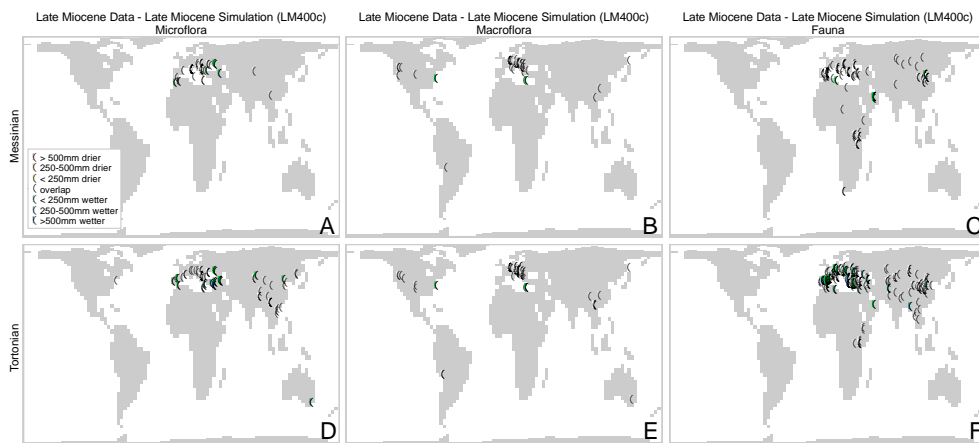 Late Miocene Data - Late Miocene Simulation (LM400c)
Microflora
Late Miocene Data - Late Miocene Simulation (LM400c)
Macroflora
Late Miocene Data - Late Miocene Simulation (LM400c)
Fauna
Messinian
> 500mm drier
250-500mm drier
< 250mm drier
overlap
< 250mm wetter
250-500mm wetter
>500mm wetter
A
B
C
Tortonian
D
E
F